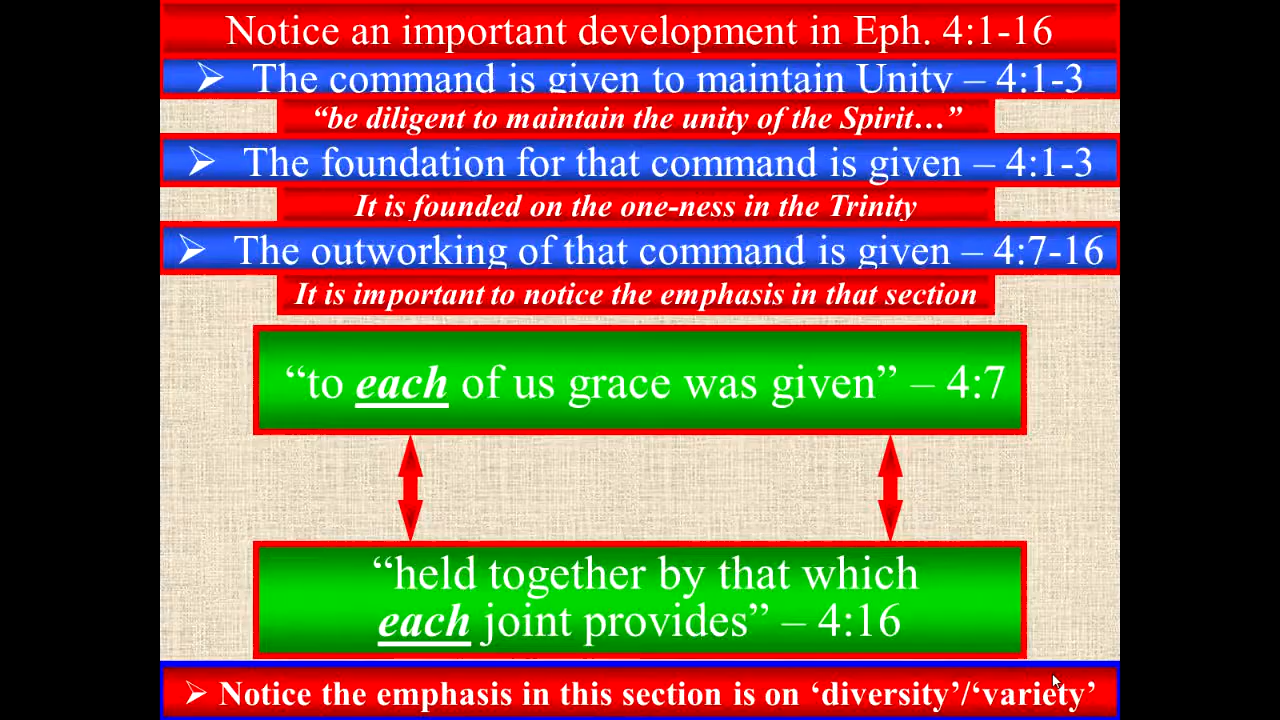 Notice an important development in Eph. 4:1-16
➢ The command is given to maintain Unity – 4:1-3
“be diligent to maintain the unity of the Spirit…”
➢ The foundation for that command is given – 4:1-3
It is founded on the one-ness in the Trinity
➢ The outworking of that command is given – 4:7-16
It is important to notice the emphasis in that section
“to each of us grace was given” – 4:7
“held together by that which
each joint provides” – 4:16
➢ Notice the emphasis in this section is on ‘diversity’/‘variety’